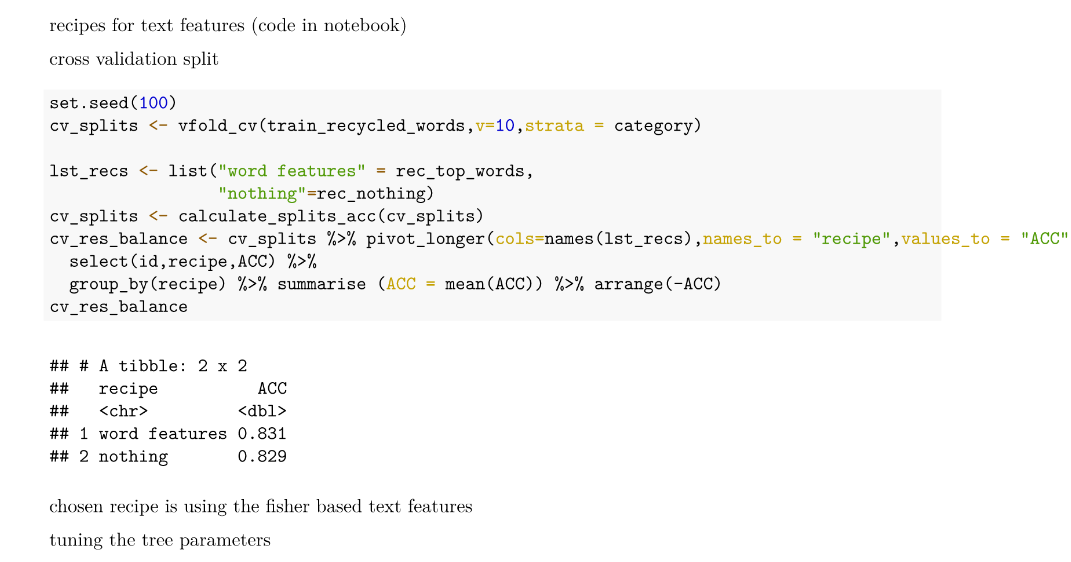 recipes for text features (code in notebook)
cross validation split
set.seed(100)
cv_splits <- vfold_cv(train_recycled_words,v=10,strata = category)
lst_recs <- list("word features" = rec_top_words,
"nothing"=rec_nothing)
cv_splits <- calculate_splits_acc(cv_splits)
cv_res_balance <- cv_splits %>% pivot_longer(cols=names(lst_recs),names_to = "recipe",values_to = "ACC"
select(id,recipe,ACC) %>%
group_by(recipe) %>% summarise (ACC = mean(ACC)) %>% arrange(-ACC)
cv_res_balance
## # A tibble: 2 x 2
## recipe ACC
## <chr> <dbl>
## 1 word features 0.831
## 2 nothing 0.829
chosen recipe is using the fisher based text features
tuning the tree parameters